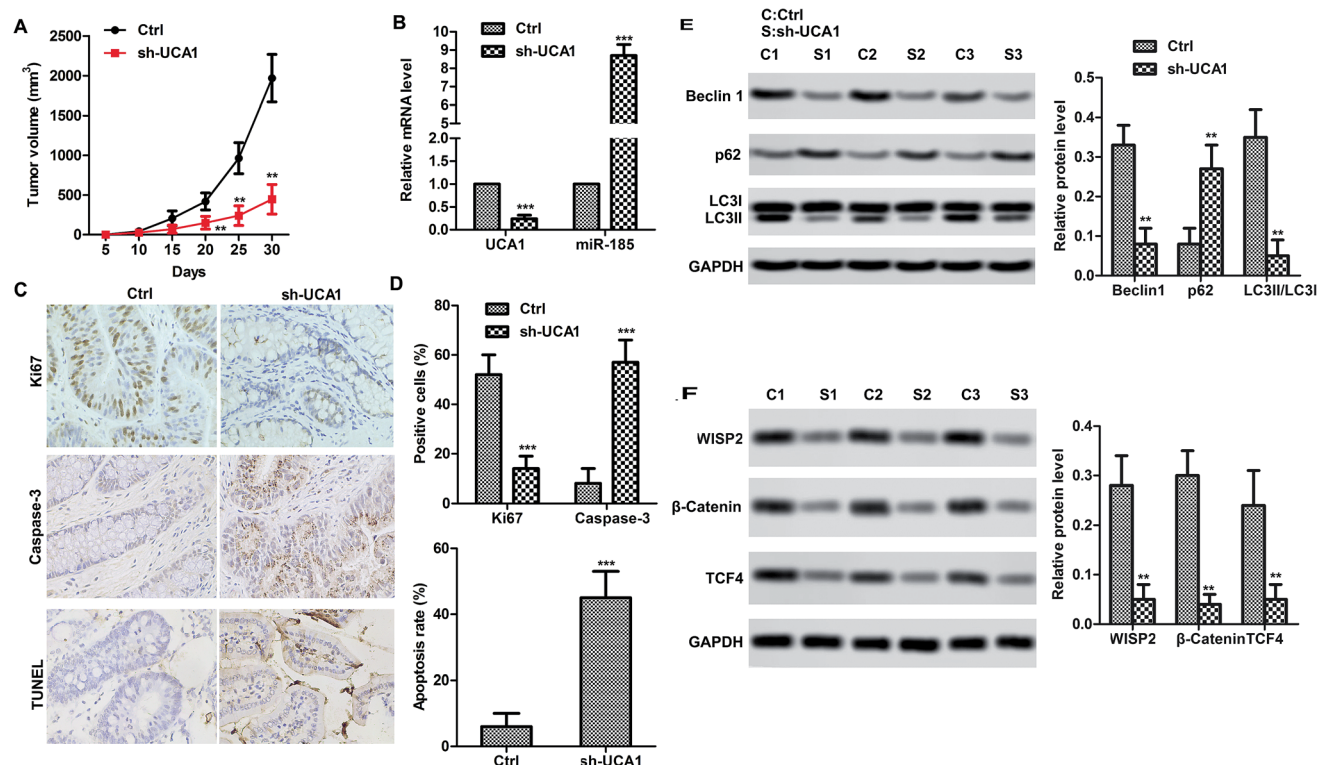 A
Ctrl
sh-UCA1
Tumor volume (mm3)
2500
2000
1500
1000
500
0
**
**
**
5 10 15 20 25 30
Days
B
Ctrl
sh-UCA1
Relative mRNA level
10
9
8
7
6
5
2.0
1.5
1.0
0.5
0.0
***
***
UCA1 miR-185
C
Ctrl sh-UCA1
Ki67
Caspase-3
TUNEL
D
Ctrl
sh-UCA1
Positive cells (%)
80
60
40
20
0
***
***
Ki67 Caspase-3
Apoptosis rate (%)
60
40
20
0
***
Ctrl sh-UCA1
E
C:Ctrl
S:sh-UCA1
C1 S1 C2 S2 C3 S3
Beclin 1
p62
LC3I
LC3II
GAPDH
Ctrl
sh-UCA1
Relative protein level
0.5
0.4
0.3
0.2
0.1
0.0
**
**
**
Beclin1 p62 LC3II/LC3I
F
C1 S1 C2 S2 C3 S3
WISP2
β-Catenin
TCF4
GAPDH
Relative protein level
0.4
0.3
0.2
0.1
0.0
**
**
**
WISP2 β-Catenin TCF4